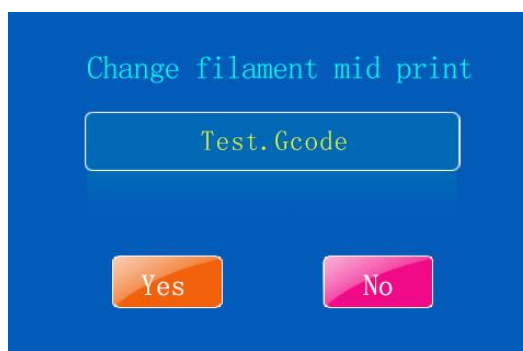 Change filament mid print
Test.Gcode
Yes
No